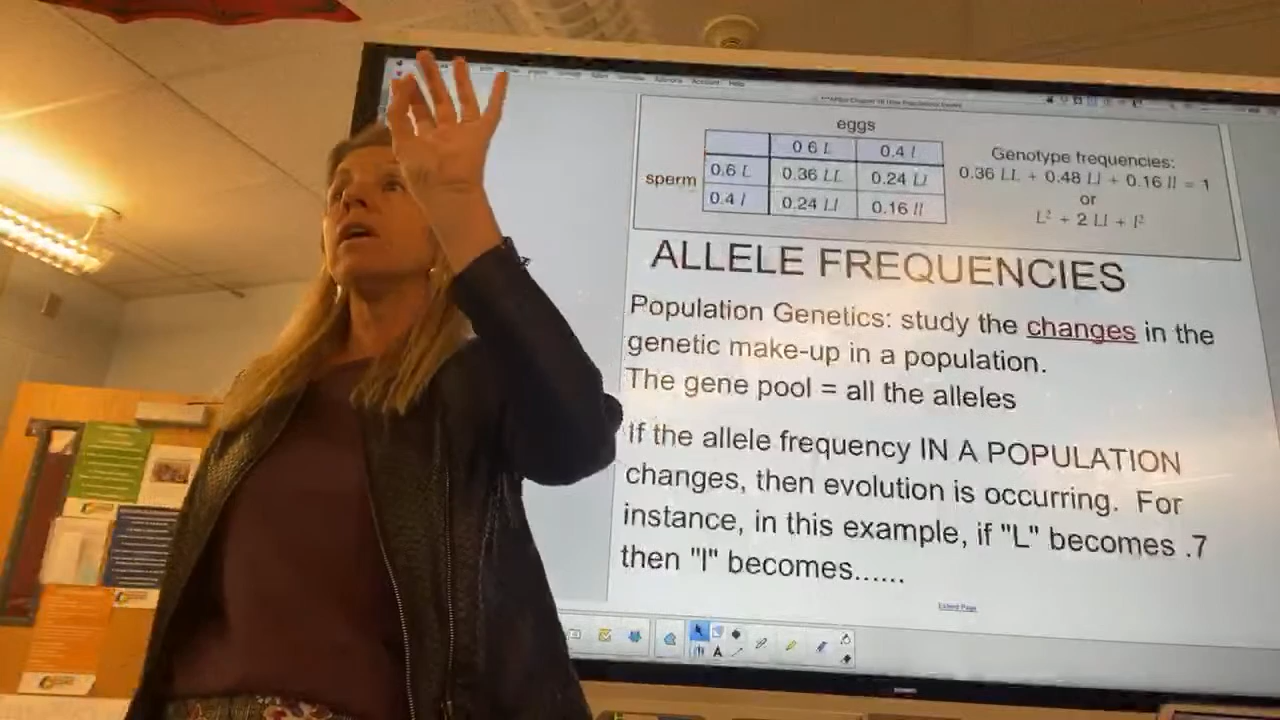 Account Help
eggs
0.6 L 0.4 l
sperm 0.6 L 0.36 LL 0.24 Ll
0.4 l 0.24 Ll 0.16 ll
Genotype frequencies:
0.36 LL + 0.48 Ll + 0.16 ll = 1
or
L² + 2 Ll + l²
ALLELE FREQUENCIES
Population Genetics: study the changes in the
genetic make-up in a population.
The gene pool = all the alleles
If the allele frequency IN A POPULATION
changes, then evolution is occurring. For
instance, in this example, if "L" becomes .7
then "l" becomes......
Extend Page